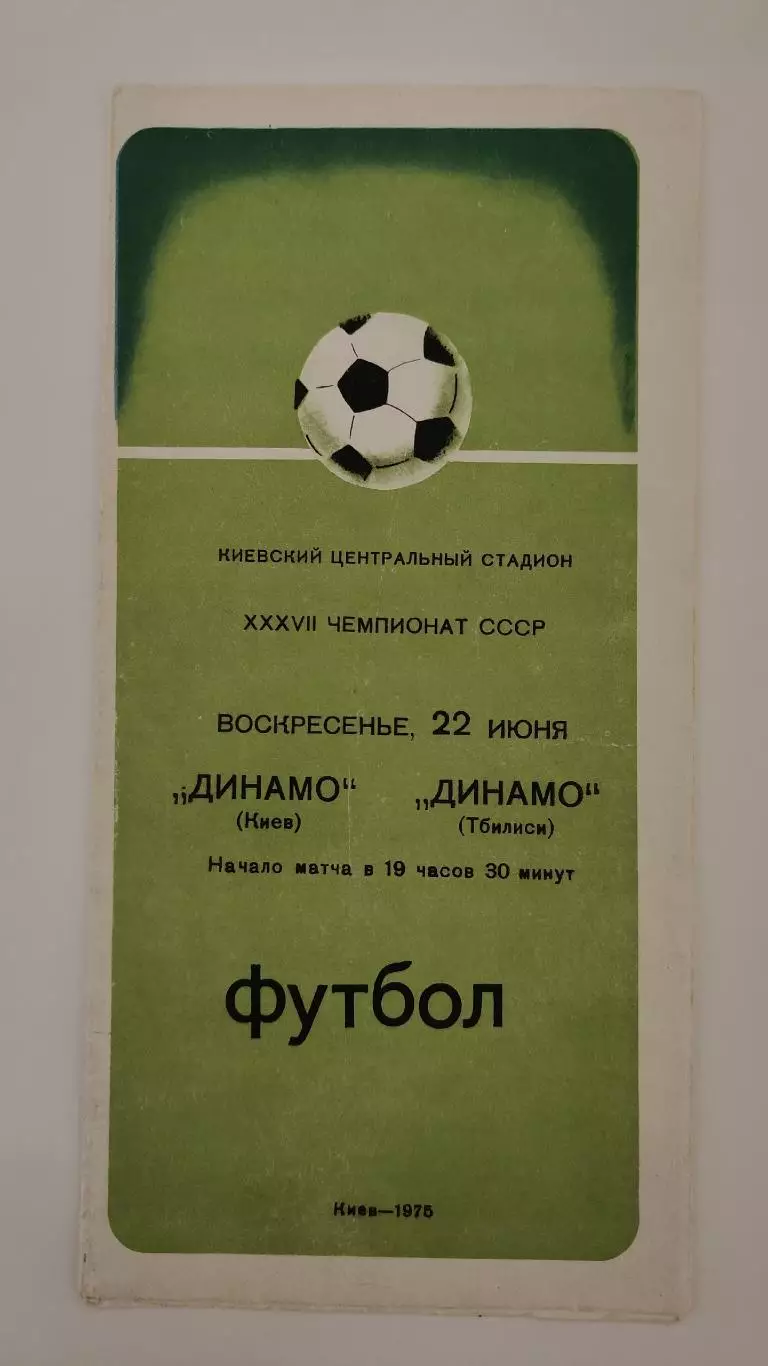 КИЕВСКИЙ ЦЕНТРАЛЬНЫЙ СТАДИОН
XXXVII ЧЕМПИОНАТ СССР
ВОСКРЕСЕНЬЕ, 22 ИЮНЯ
„ДИНАМО“ „ДИНАМО“
(Киев) (Тбилиси)
Начало матча в 19 часов 30 минут
футбол
Киев—1975